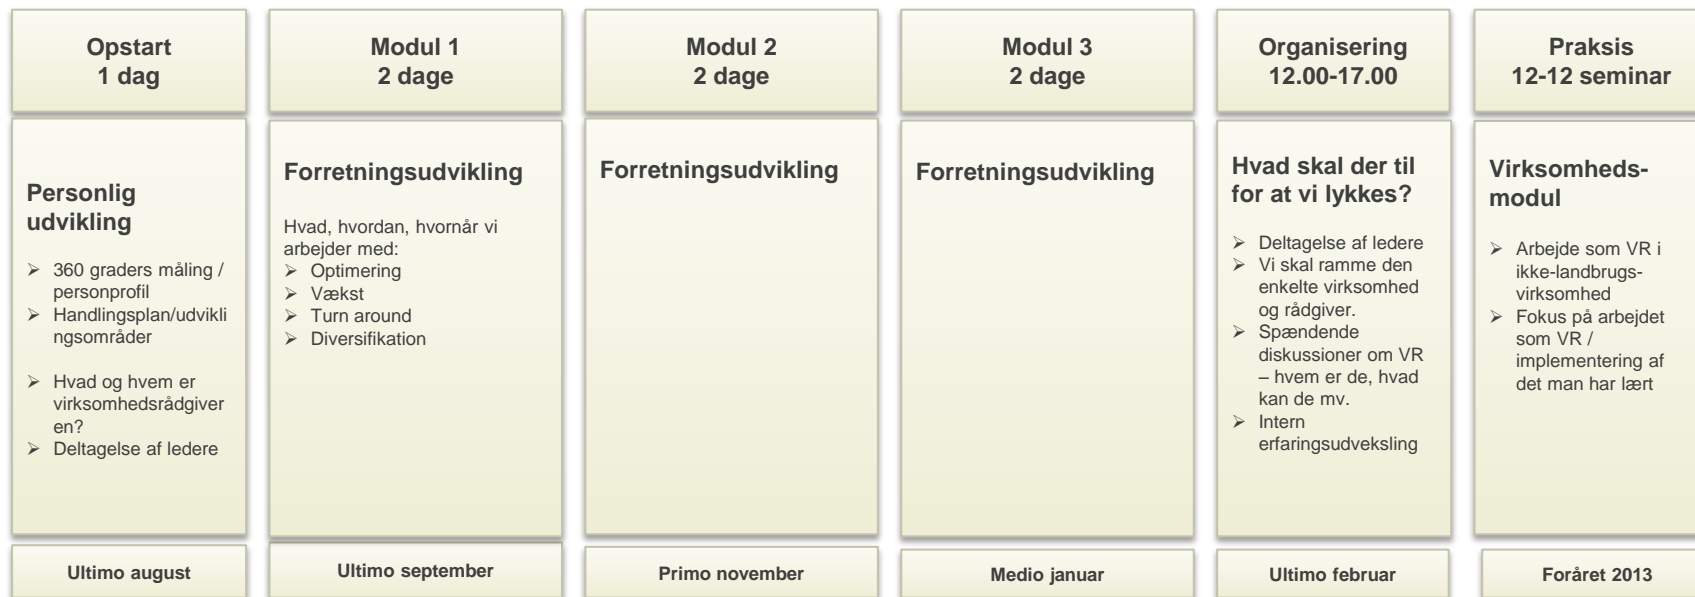 Opstart
1 dag
Modul 1
2 dage
Modul 2
2 dage
Modul 3
2 dage
Organisering
12.00-17.00
Praksis
12-12 seminar
Personlig
udvikling
➢ 360 graders måling /
personprofil
➢ Handlingsplan/udvikli
ngsområder
➢ Hvad og hvem er
virksomhedsrådgiver
en?
➢ Deltagelse af ledere
Forretningsudvikling
Hvad, hvordan, hvornår vi
arbejder med:
➢ Optimering
➢ Vækst
➢ Turn around
➢ Diversifikation
Forretningsudvikling
Forretningsudvikling
Hvad skal der til
for at vi lykkes?
➢ Deltagelse af ledere
➢ Vi skal ramme den
enkelte virksomhed
og rådgiver.
➢ Spændende
diskussioner om VR
– hvem er de, hvad
kan de mv.
➢ Intern
erfaringsudveksling
Virksomheds-
modul
➢ Arbejde som VR i
ikke-landbrugs-
virksomhed
➢ Fokus på arbejdet
som VR /
implementering af
det man har lært
Ultimo august
Ultimo september
Primo november
Medio januar
Ultimo februar
Foråret 2013